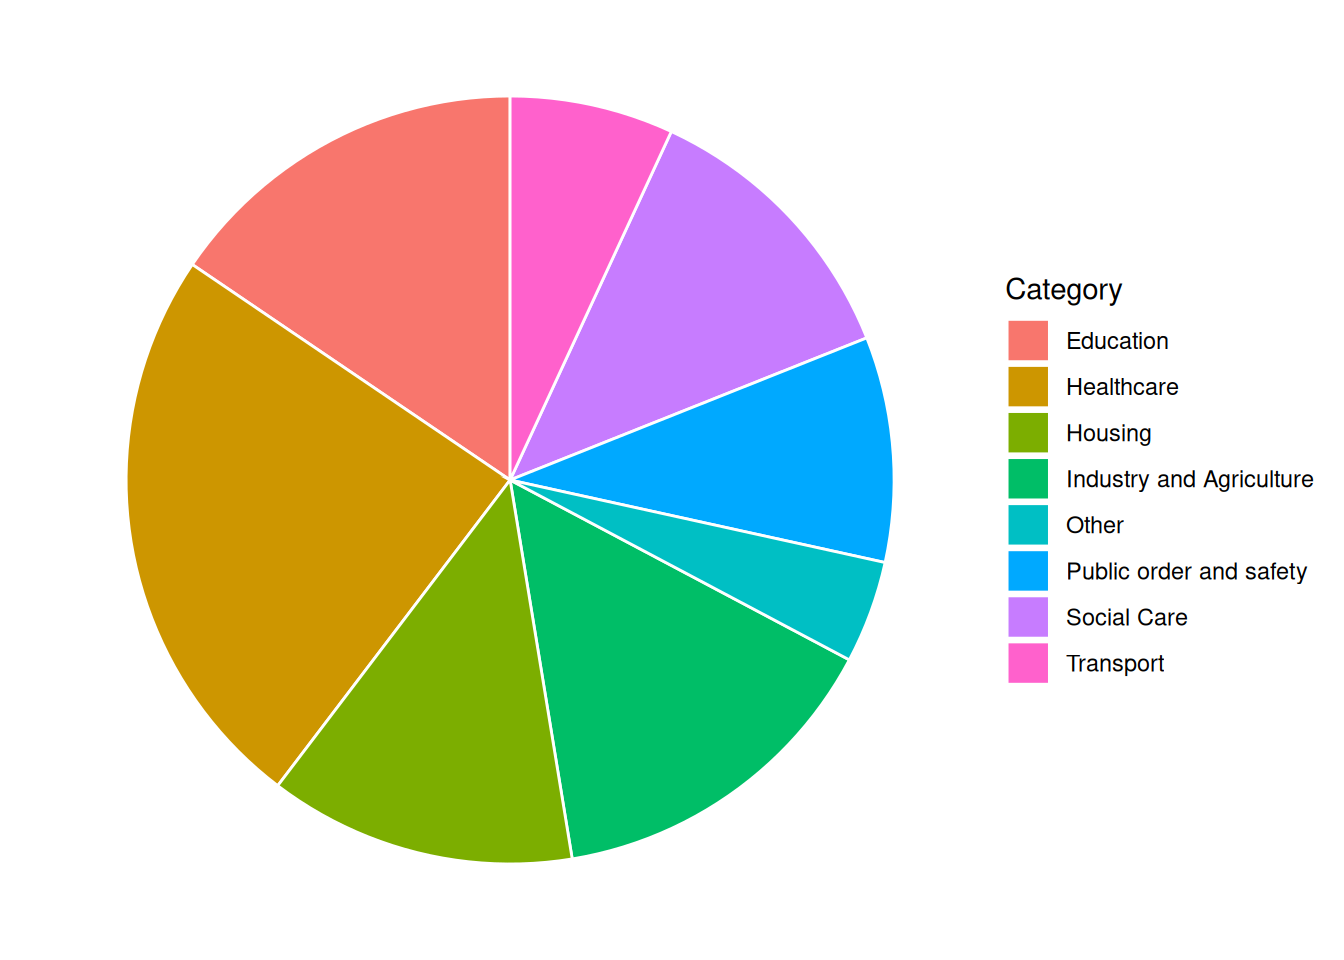 Category
Education
Healthcare
Housing
Industry and Agriculture
Other
Public order and safety
Social Care
Transport